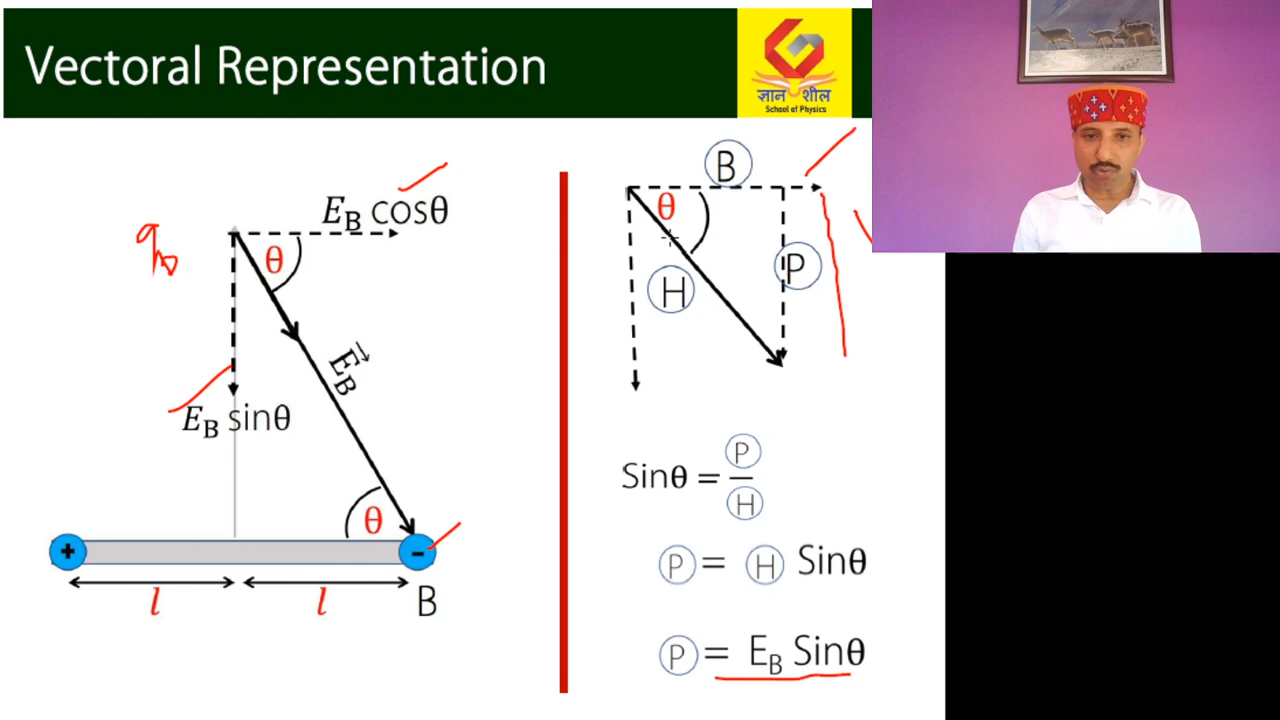 Vectoral Representation
ज्ञान शील
School of Physics
E_B cosθ
θ
E⃗_B
E_B sinθ
θ
+
-
l
l
B
B
θ
H
P
Sinθ = P/H
P = H Sinθ
P = E_B Sinθ